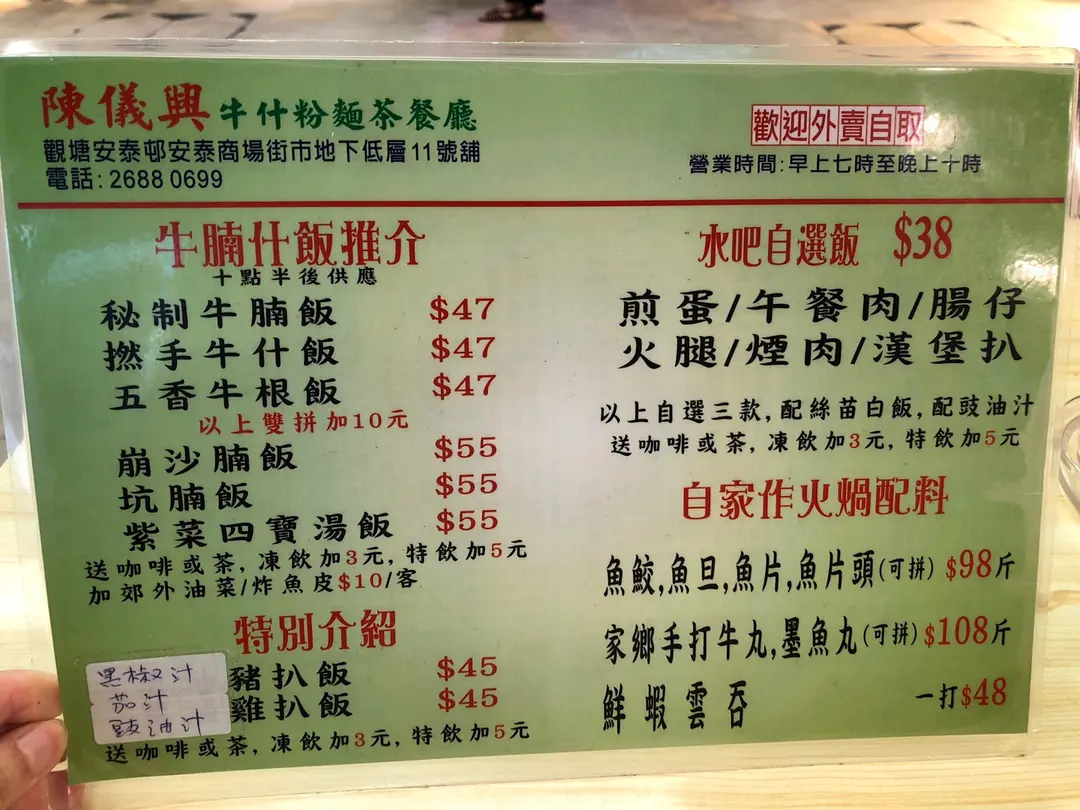 陳儀興牛什粉麵茶餐廳
觀塘安泰邨安泰商場街市地下低層11號舖
電話:2688 0699
歡迎外賣自取
營業時間:早上七時至晚上十時
牛腩什飯推介
十點半後供應
秘制牛腩飯 $47
撚手牛什飯 $47
五香牛根飯 $47
以上雙拼加10元
崩沙腩飯 $55
坑腩飯 $55
紫菜四寶湯飯 $55
送咖啡或茶,凍飲加3元,特飲加5元
加郊外油菜/炸魚皮$10/客
特別介紹
黑椒汁
茄汁
豉油汁
豬扒飯 $45
雞扒飯 $45
送咖啡或茶,凍飲加3元,特飲加5元
水吧自選飯 $38
煎蛋/午餐肉/腸仔
火腿/煙肉/漢堡扒
以上自選三款,配絲苗白飯,配豉油汁
送咖啡或茶,凍飲加3元,特飲加5元
自家作火煱配料
魚鮫,魚旦,魚片,魚片頭(可拼) $98斤
家鄉手打牛丸,墨魚丸(可拼) $108斤
鮮蝦雲吞 一打$48